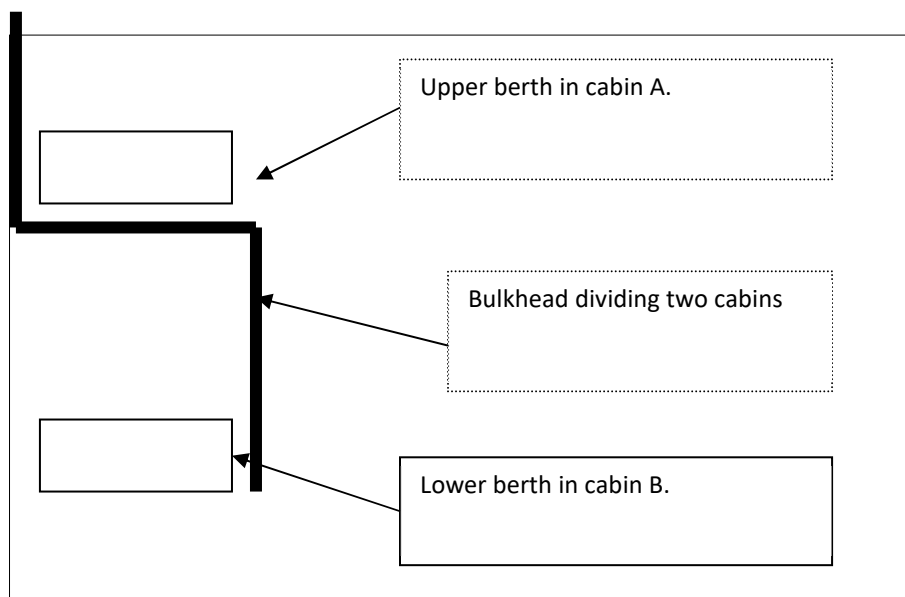 Upper berth in cabin A.
Bulkhead dividing two cabins
Lower berth in cabin B.